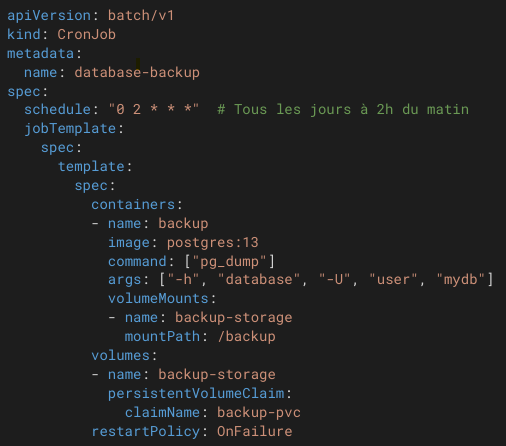 apiVersion: batch/v1
kind: CronJob
metadata:
  name: database-backup
spec:
  schedule: "0 2 * * *"  # Tous les jours à 2h du matin
  jobTemplate:
    spec:
      template:
        spec:
          containers:
          - name: backup
            image: postgres:13
            command: ["pg_dump"]
            args: ["-h", "database", "-U", "user", "mydb"]
            volumeMounts:
            - name: backup-storage
              mountPath: /backup
          volumes:
          - name: backup-storage
            persistentVolumeClaim:
              claimName: backup-pvc
          restartPolicy: OnFailure